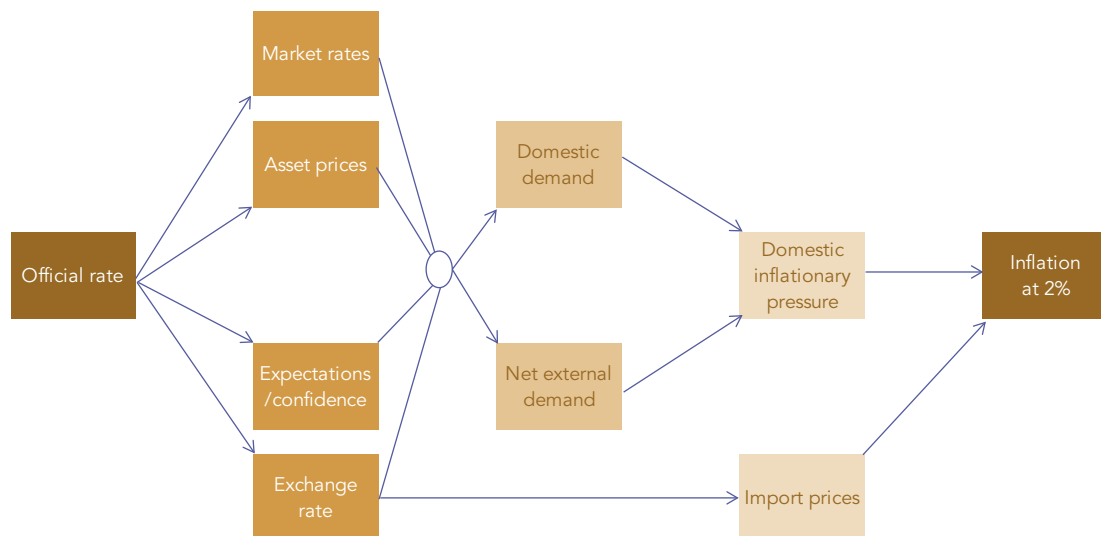 Market rates
Asset prices
Domestic
demand
Official rate
Domestic
inflationary
pressure
Inflation
at 2%
Expectations
/confidence
Net external
demand
Exchange
rate
Import prices